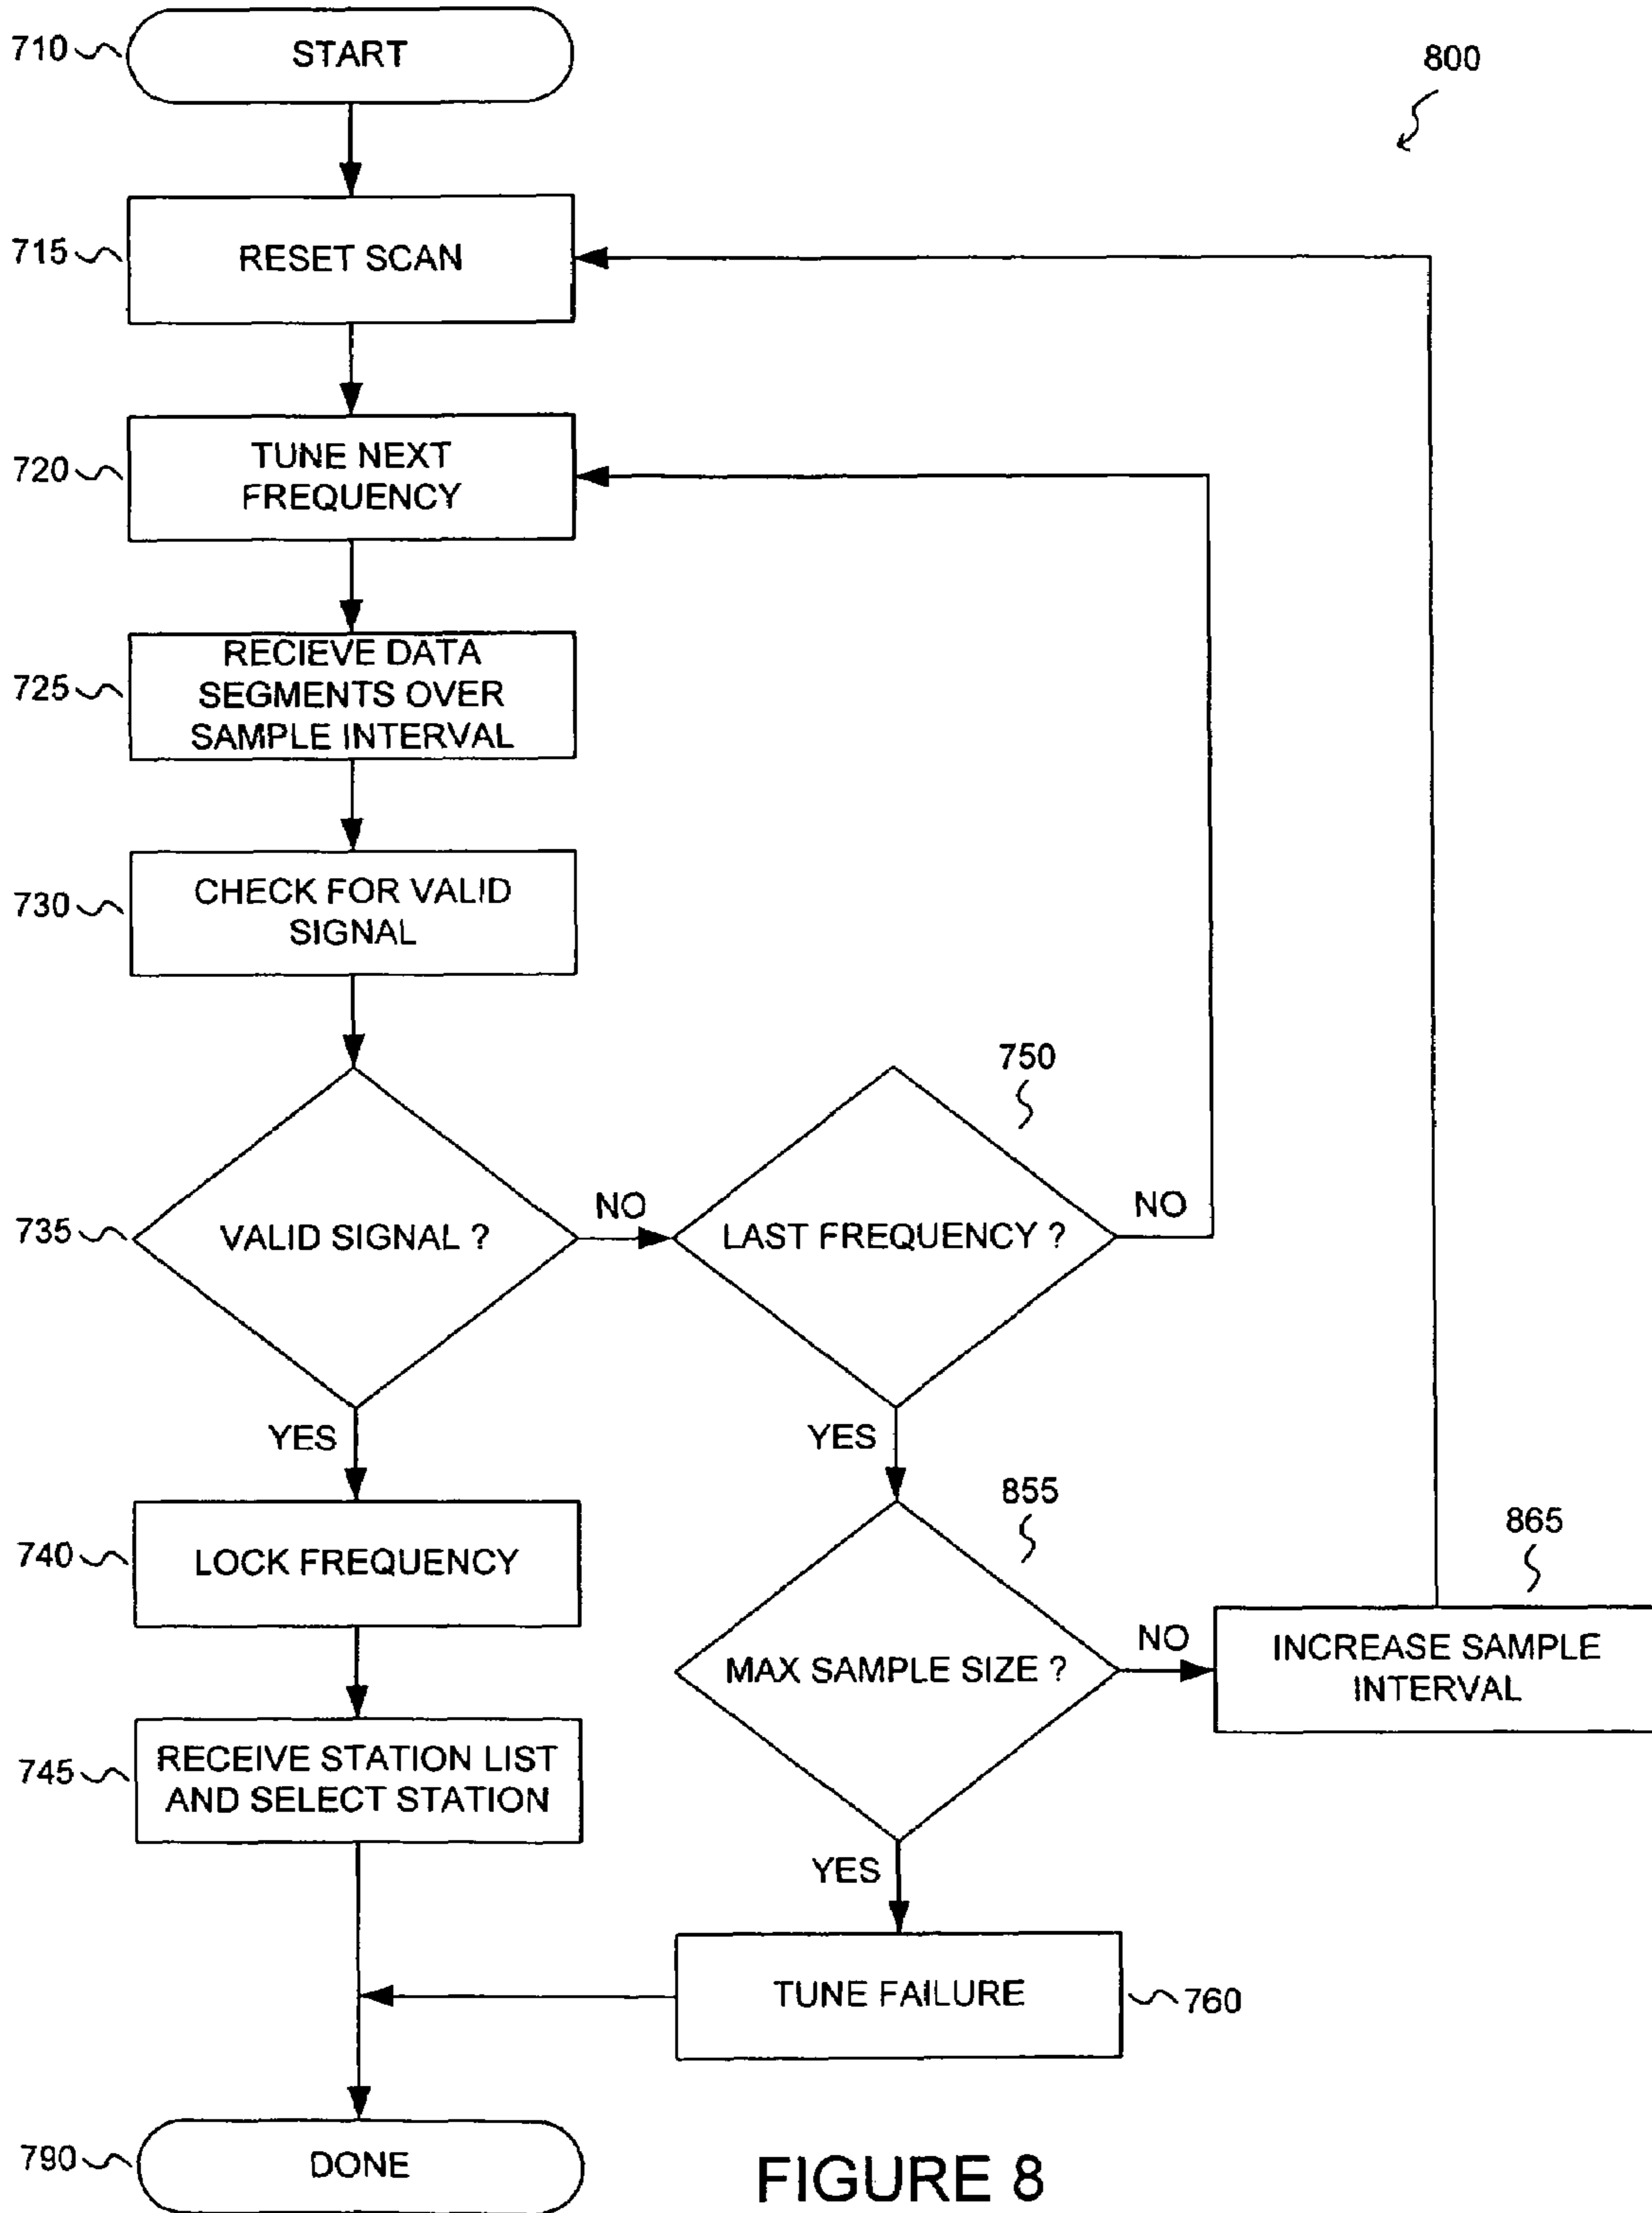 710
START
800
715
RESET SCAN
720
TUNE NEXT
FREQUENCY
725
RECIEVE DATA
SEGMENTS OVER
SAMPLE INTERVAL
730
CHECK FOR VALID
SIGNAL
735
VALID SIGNAL ?
NO
750
LAST FREQUENCY ?
NO
YES
YES
740
LOCK FREQUENCY
855
MAX SAMPLE SIZE ?
NO
865
INCREASE SAMPLE
INTERVAL
745
RECEIVE STATION LIST
AND SELECT STATION
YES
TUNE FAILURE
760
790
DONE
FIGURE 8